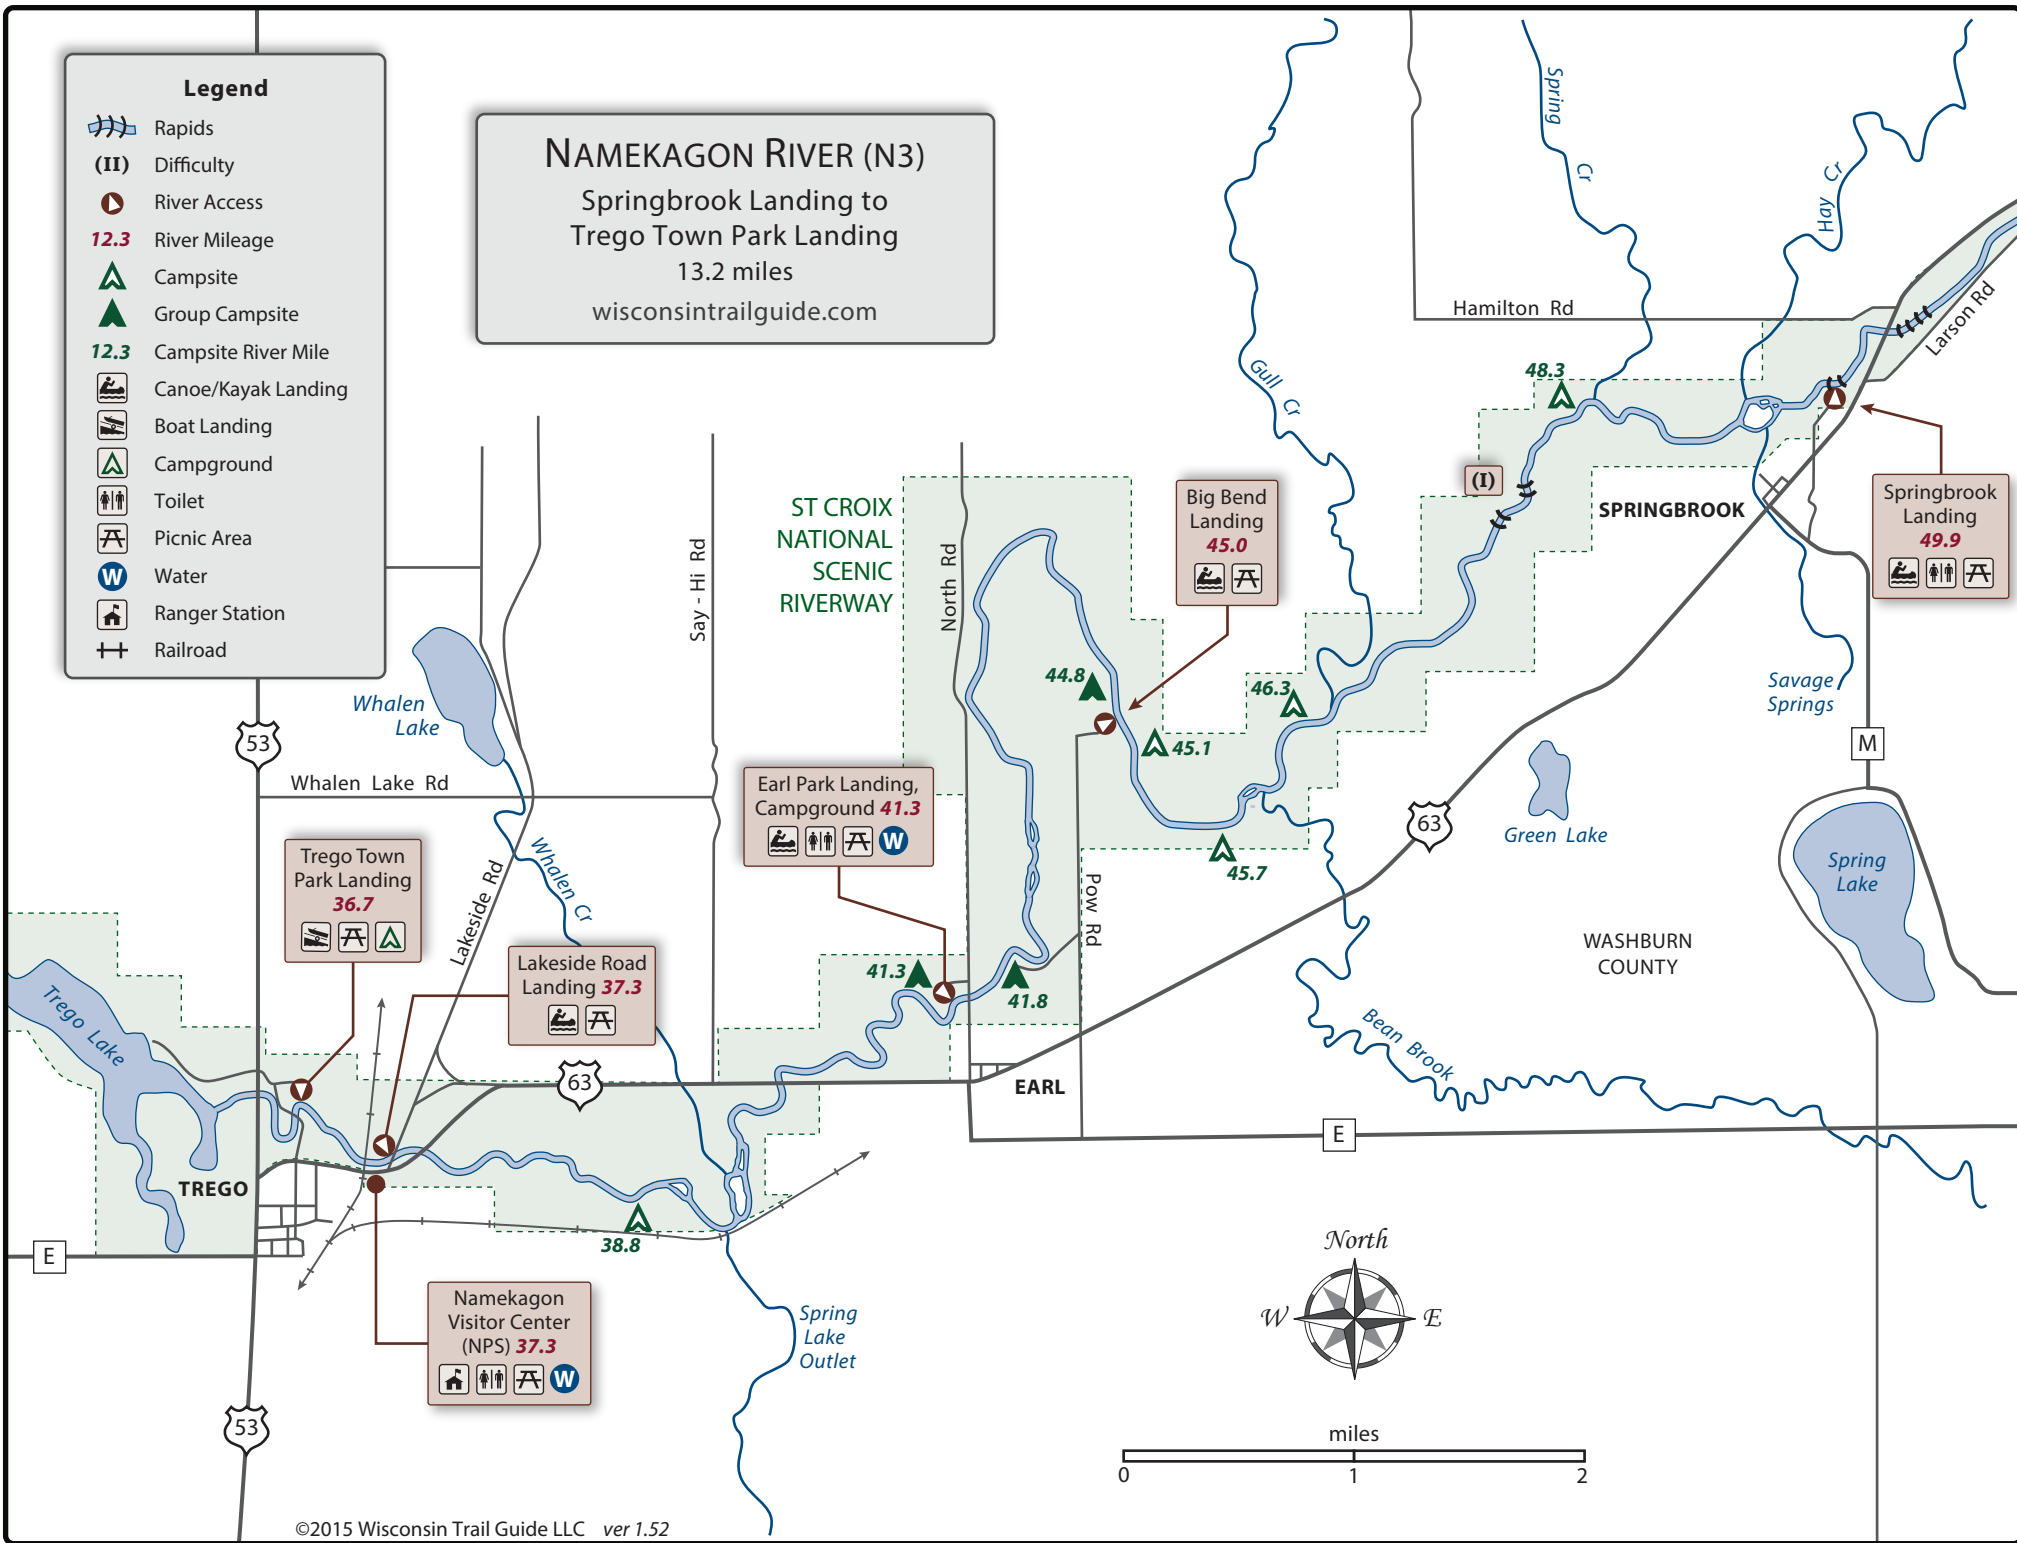 Legend
Rapids
(II) Difficulty
River Access
12.3 River Mileage
Campsite
Group Campsite
12.3 Campsite River Mile
Canoe/Kayak Landing
Boat Landing
Campground
Toilet
Picnic Area
W Water
Ranger Station
Railroad
NAMEKAGON RIVER (N3)
Springbrook Landing to
Trego Town Park Landing
13.2 miles
wisconsintrailguide.com
Spring
Cr
Hay Cr
Hamilton Rd
Larson Rd
Gull Cr
48.3
(I)
SPRINGBROOK
Springbrook
Landing
49.9
Big Bend
Landing
45.0
ST CROIX
NATIONAL
SCENIC
RIVERWAY
North Rd
Say - Hi Rd
Whalen
Lake
53
Whalen Lake Rd
44.8
46.3
45.1
45.7
Savage
Springs
M
Green Lake
63
Spring
Lake
Earl Park Landing,
Campground 41.3
W
Trego Town
Park Landing
36.7
Lakeside Rd
Whalen Cr
Pow Rd
WASHBURN
COUNTY
Lakeside Road
Landing 37.3
41.3
41.8
Trego Lake
Bean Brook
63
EARL
E
TREGO
E
38.8
Namekagon
Visitor Center
(NPS) 37.3
W
Spring
Lake
Outlet
North
W
E
53
miles
0 1 2
©2015 Wisconsin Trail Guide LLC ver 1.52